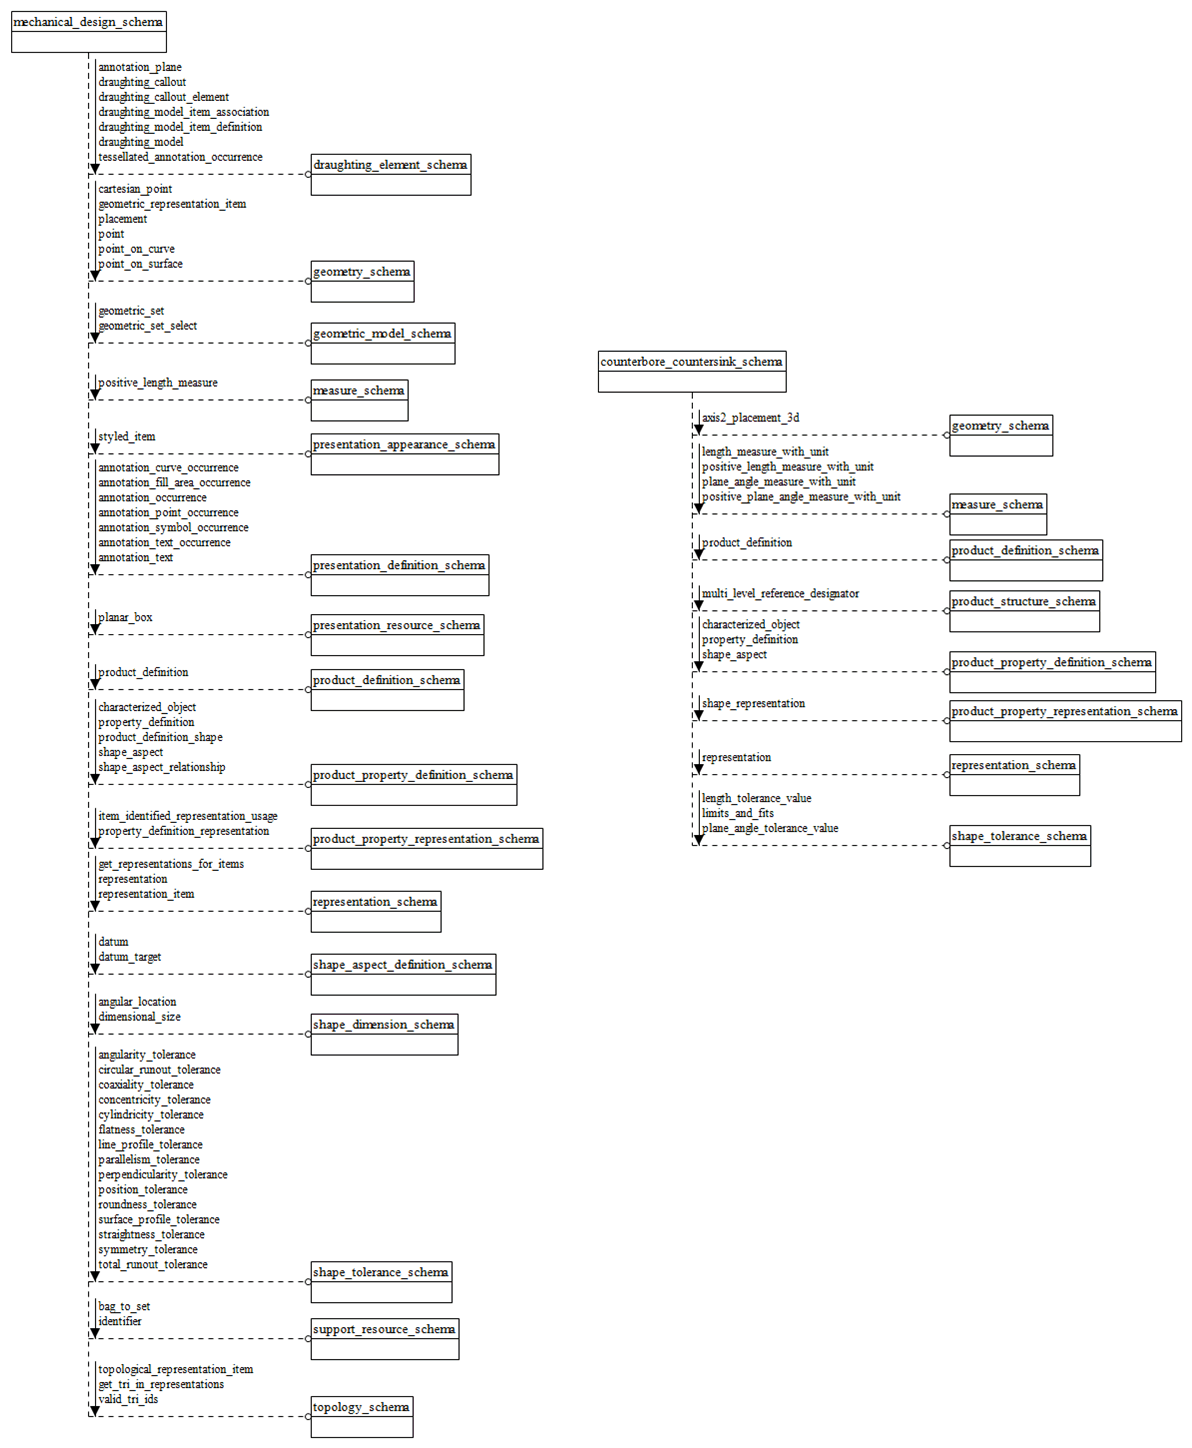 mechanical_design_schema
annotation_plane
draughting_callout
draughting_callout_element
draughting_model_item_association
draughting_model_item_definition
draughting_model
tessellated_annotation_occurrence
draughting_element_schema
cartesian_point
geometric_representation_item
placement
point
point_on_curve
point_on_surface
geometry_schema
geometric_set
geometric_set_select
geometric_model_schema
positive_length_measure
measure_schema
styled_item
presentation_appearance_schema
annotation_curve_occurrence
annotation_fill_area_occurrence
annotation_occurrence
annotation_point_occurrence
annotation_symbol_occurrence
annotation_text_occurrence
annotation_text
presentation_definition_schema
planar_box
presentation_resource_schema
product_definition
product_definition_schema
characterized_object
property_definition
product_definition_shape
shape_aspect
shape_aspect_relationship
product_property_definition_schema
item_identified_representation_usage
property_definition_representation
product_property_representation_schema
get_representations_for_items
representation
representation_item
representation_schema
datum
datum_target
shape_aspect_definition_schema
angular_location
dimensional_size
shape_dimension_schema
angularity_tolerance
circular_runout_tolerance
coaxiality_tolerance
concentricity_tolerance
cylindricity_tolerance
flatness_tolerance
line_profile_tolerance
parallelism_tolerance
perpendicularity_tolerance
position_tolerance
roundness_tolerance
surface_profile_tolerance
straightness_tolerance
symmetry_tolerance
total_runout_tolerance
shape_tolerance_schema
bag_to_set
identifier
support_resource_schema
topological_representation_item
get_tri_in_representations
valid_tri_ids
topology_schema
counterbore_countersink_schema
axis2_placement_3d
geometry_schema
length_measure_with_unit
positive_length_measure_with_unit
plane_angle_measure_with_unit
positive_plane_angle_measure_with_unit
measure_schema
product_definition
product_definition_schema
multi_level_reference_designator
product_structure_schema
characterized_object
property_definition
shape_aspect
product_property_definition_schema
shape_representation
product_property_representation_schema
representation
representation_schema
length_tolerance_value
limits_and_fits
plane_angle_tolerance_value
shape_tolerance_schema